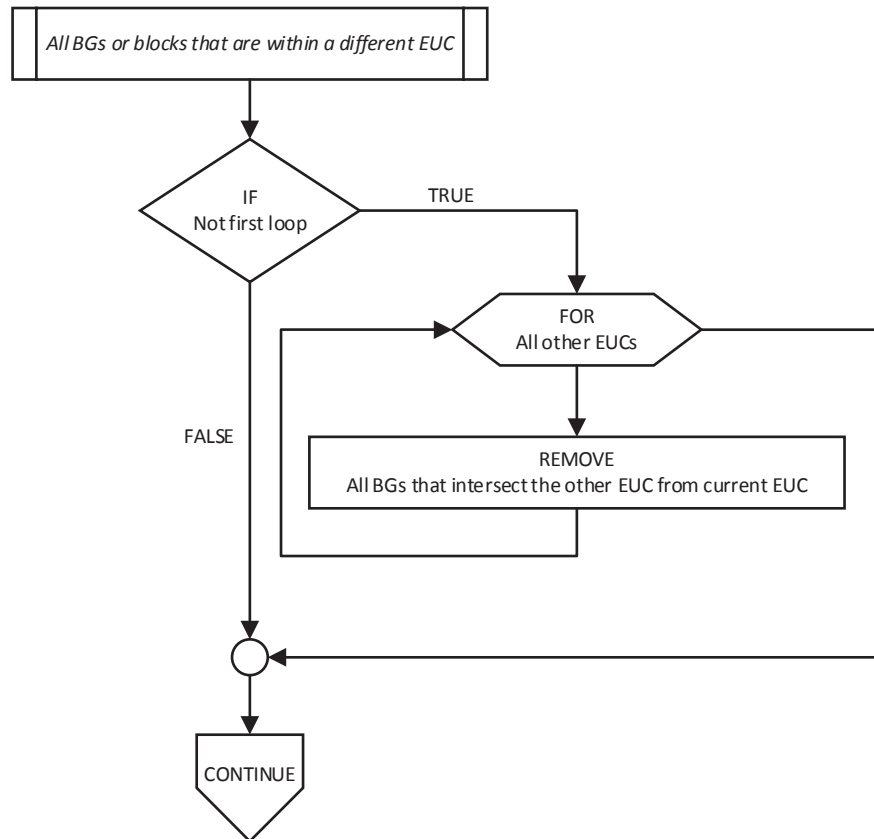 All BGs or blocks that are within a different EUC
IF
Not first loop
TRUE
FOR
All other EUCs
FALSE
REMOVE
All BGs that intersect the other EUC from current EUC
CONTINUE